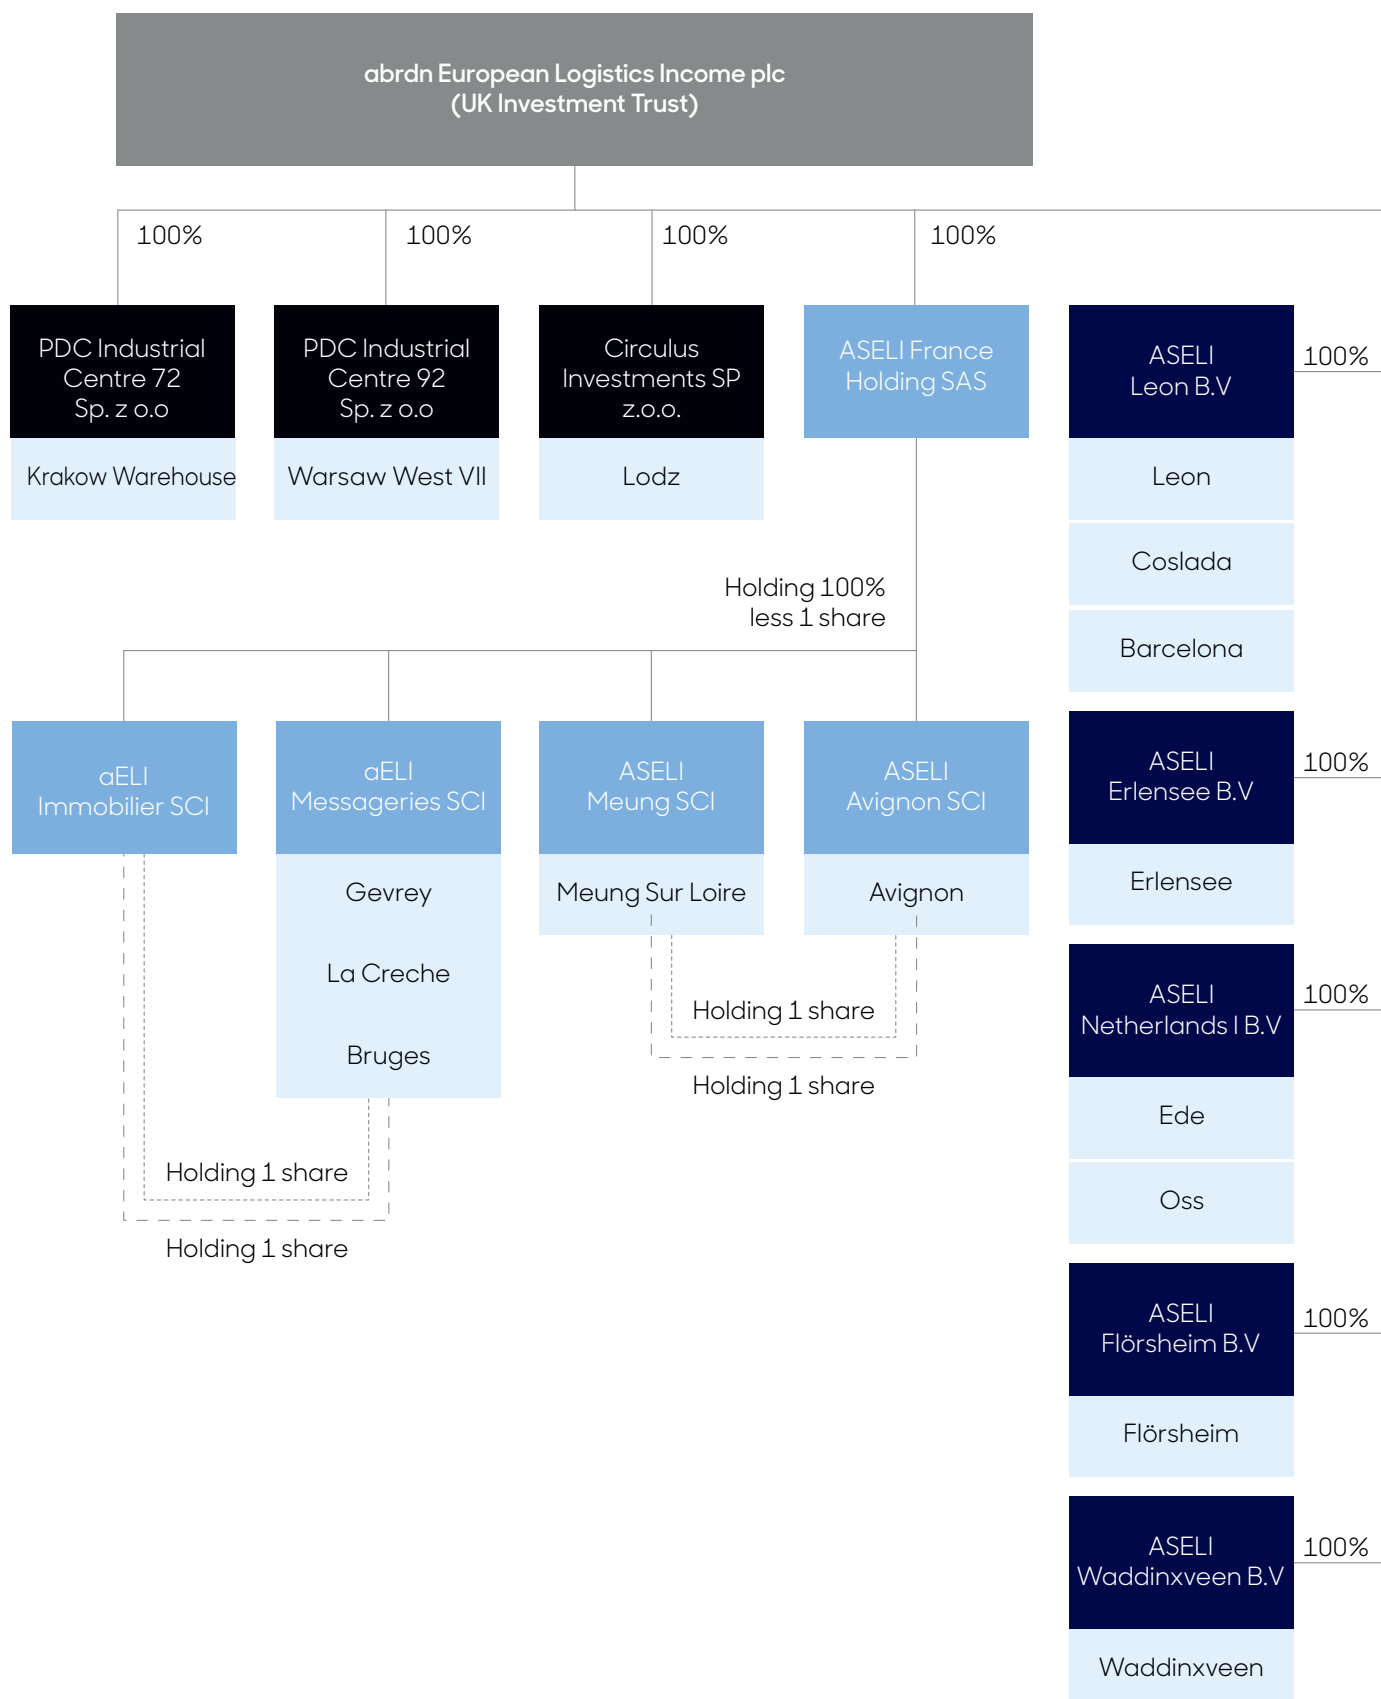 abrdn European Logistics Income plc
(UK Investment Trust)
100%
100%
100%
100%
PDC Industrial
Centre 72
Sp. z o.o
Krakow Warehouse
PDC Industrial
Centre 92
Sp. z o.o
Warsaw West VII
Circulus
Investments SP
z.o.o.
Lodz
ASELI France
Holding SAS
Holding 100%
less 1 share
aELI
Immobilier SCI
aELI
Messageries SCI
Gevrey
La Creche
Bruges
ASELI
Meung SCI
Meung Sur Loire
ASELI
Avignon SCI
Avignon
Holding 1 share
Holding 1 share
Holding 1 share
Holding 1 share
ASELI
Leon B.V
100%
Leon
Coslada
Barcelona
ASELI
Erlensee B.V
100%
Erlensee
ASELI
Netherlands I B.V
100%
Ede
Oss
ASELI
Flörsheim B.V
100%
Flörsheim
ASELI
Waddinxveen B.V
100%
Waddinxveen